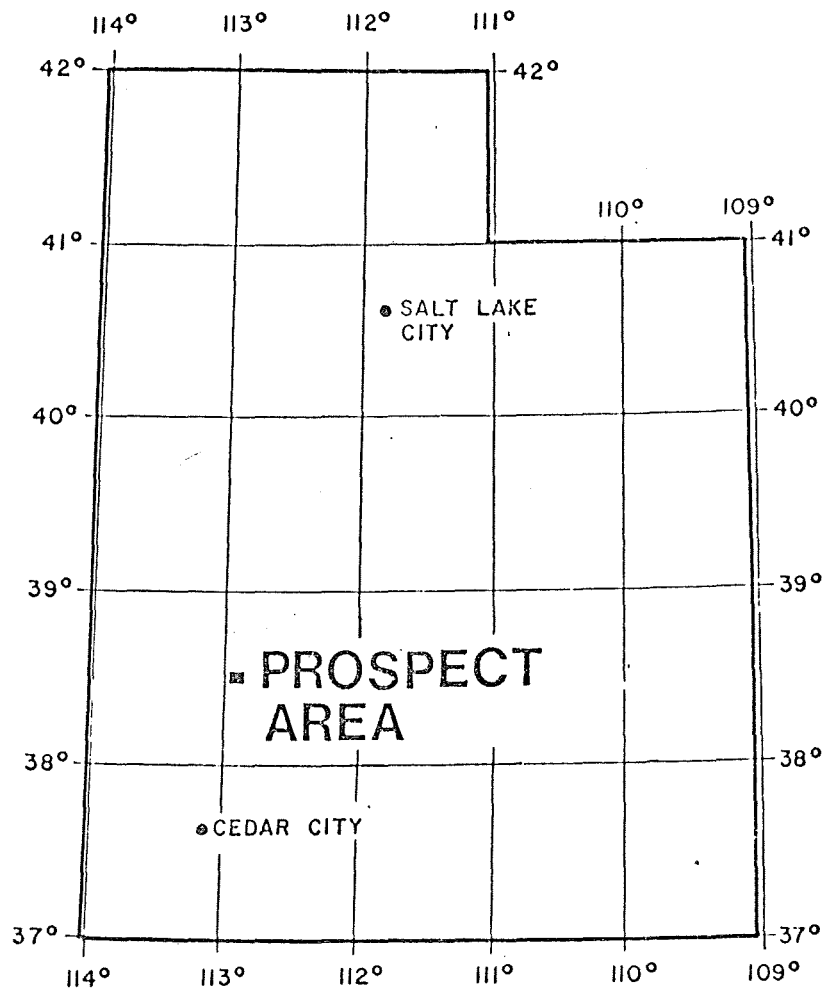 114° 113° 112° 111°
42° 42°
110° 109°
41° 41°
SALT LAKE
CITY
40° 40°
39° 39°
PROSPECT
AREA
38° 38°
CEDAR CITY
37° 37°
114° 113° 112° 111° 110° 109°